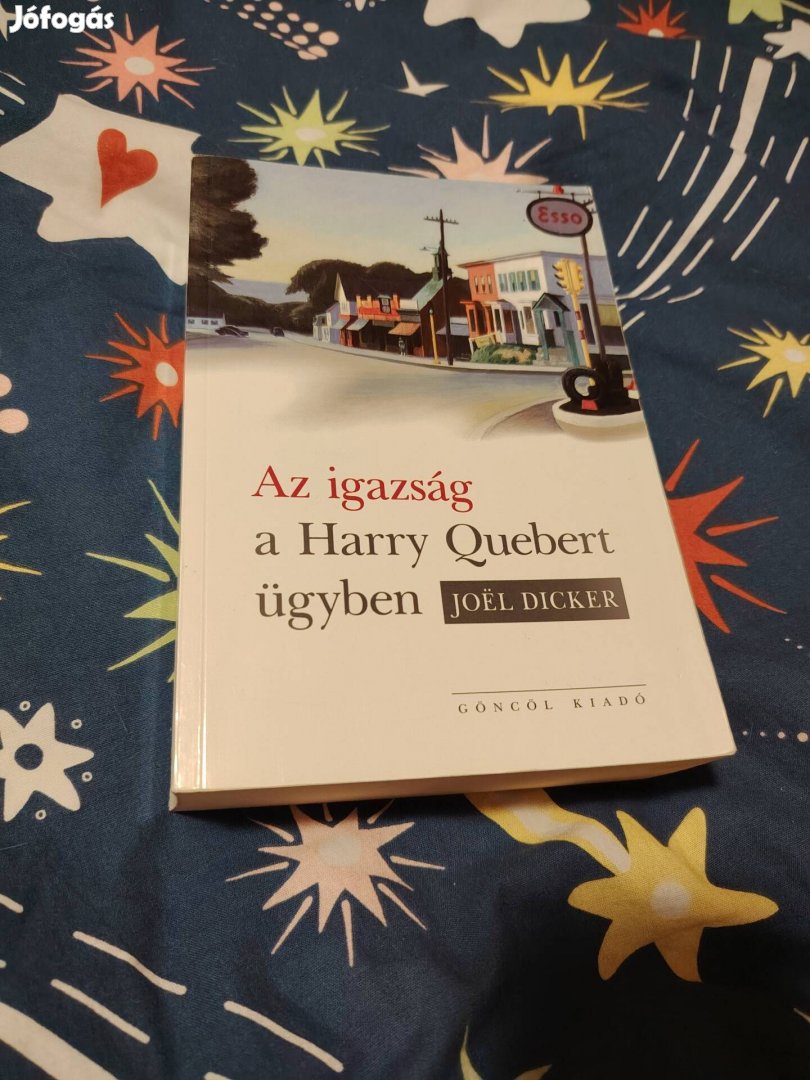 Jófogás
Esso
Az igazság
a Harry Quebert
ügyben JOËL DICKER
GÖNCÖL KIADÓ